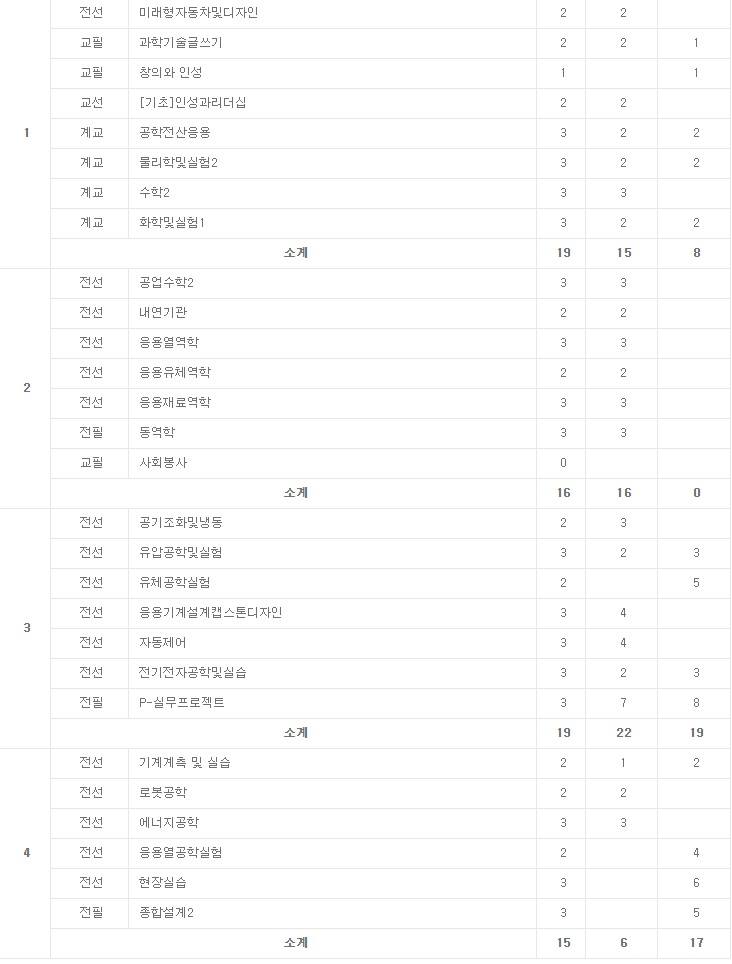 전선 미래형자동차및디자인 2 2
교필 과학기술글쓰기 2 2 1
교필 창의와 인성 1 1
교선 [기초]인성과리더십 2 2
1 계교 공학전산응용 3 2 2
계교 물리학및실험2 3 2 2
계교 수학2 3 3
계교 화학및실험1 3 2 2
소계 19 15 8
전선 공업수학2 3 3
전선 내연기관 2 2
전선 응용열역학 3 3
2 전선 응용유체역학 2 2
전선 응용재료역학 3 3
전필 동역학 3 3
교필 사회봉사 0
소계 16 16 0
전선 공기조화및냉동 2 3
전선 유압공학및실험 3 2 3
전선 유체공학실험 2 5
전선 응용기계설계캡스톤디자인 3 4
3 전선 자동제어 3 4
전선 전기전자공학및실습 3 2 3
전필 P-실무프로젝트 3 7 8
소계 19 22 19
전선 기계계측 및 실습 2 1 2
전선 로봇공학 2 2
전선 에너지공학 3 3
4 전선 응용열공학실험 2 4
전선 현장실습 3 6
전필 종합설계2 3 5
소계 15 6 17